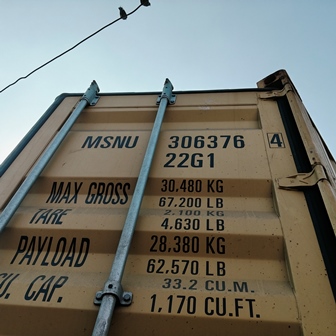 MSNU 306376 4
22G1
MAX GROSS 30,480 KG
67,200 LB
TARE 2,100 KG
4,630 LB
PAYLOAD 28,380 KG
62,570 LB
CU. CAP. 33.2 CU.M.
1,170 CU.FT.